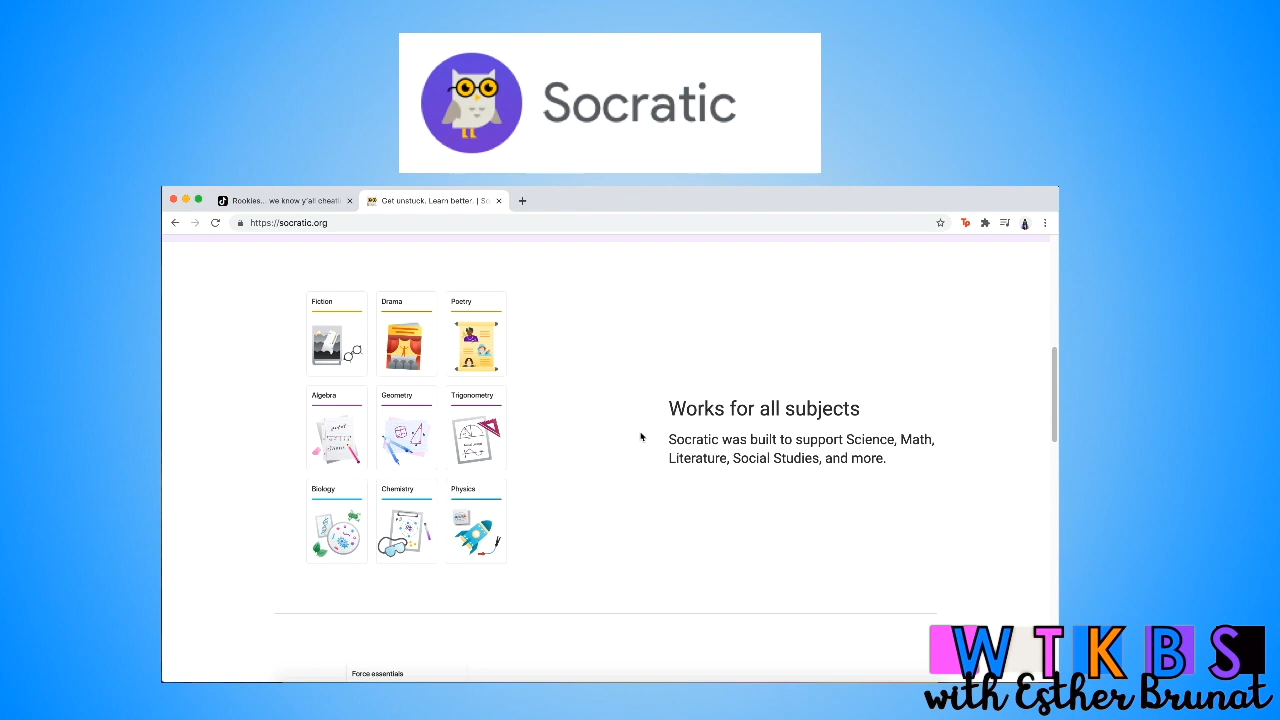 Socratic
Rookies... we know y'all cheati
Get unstuck. Learn better. | So
https://socratic.org
Fiction
Drama
Poetry
Algebra
Geometry
Trigonometry
Works for all subjects
Socratic was built to support Science, Math,
Literature, Social Studies, and more.
Biology
Chemistry
Physics
Force essentials
WTKBS
with Esther Brunat